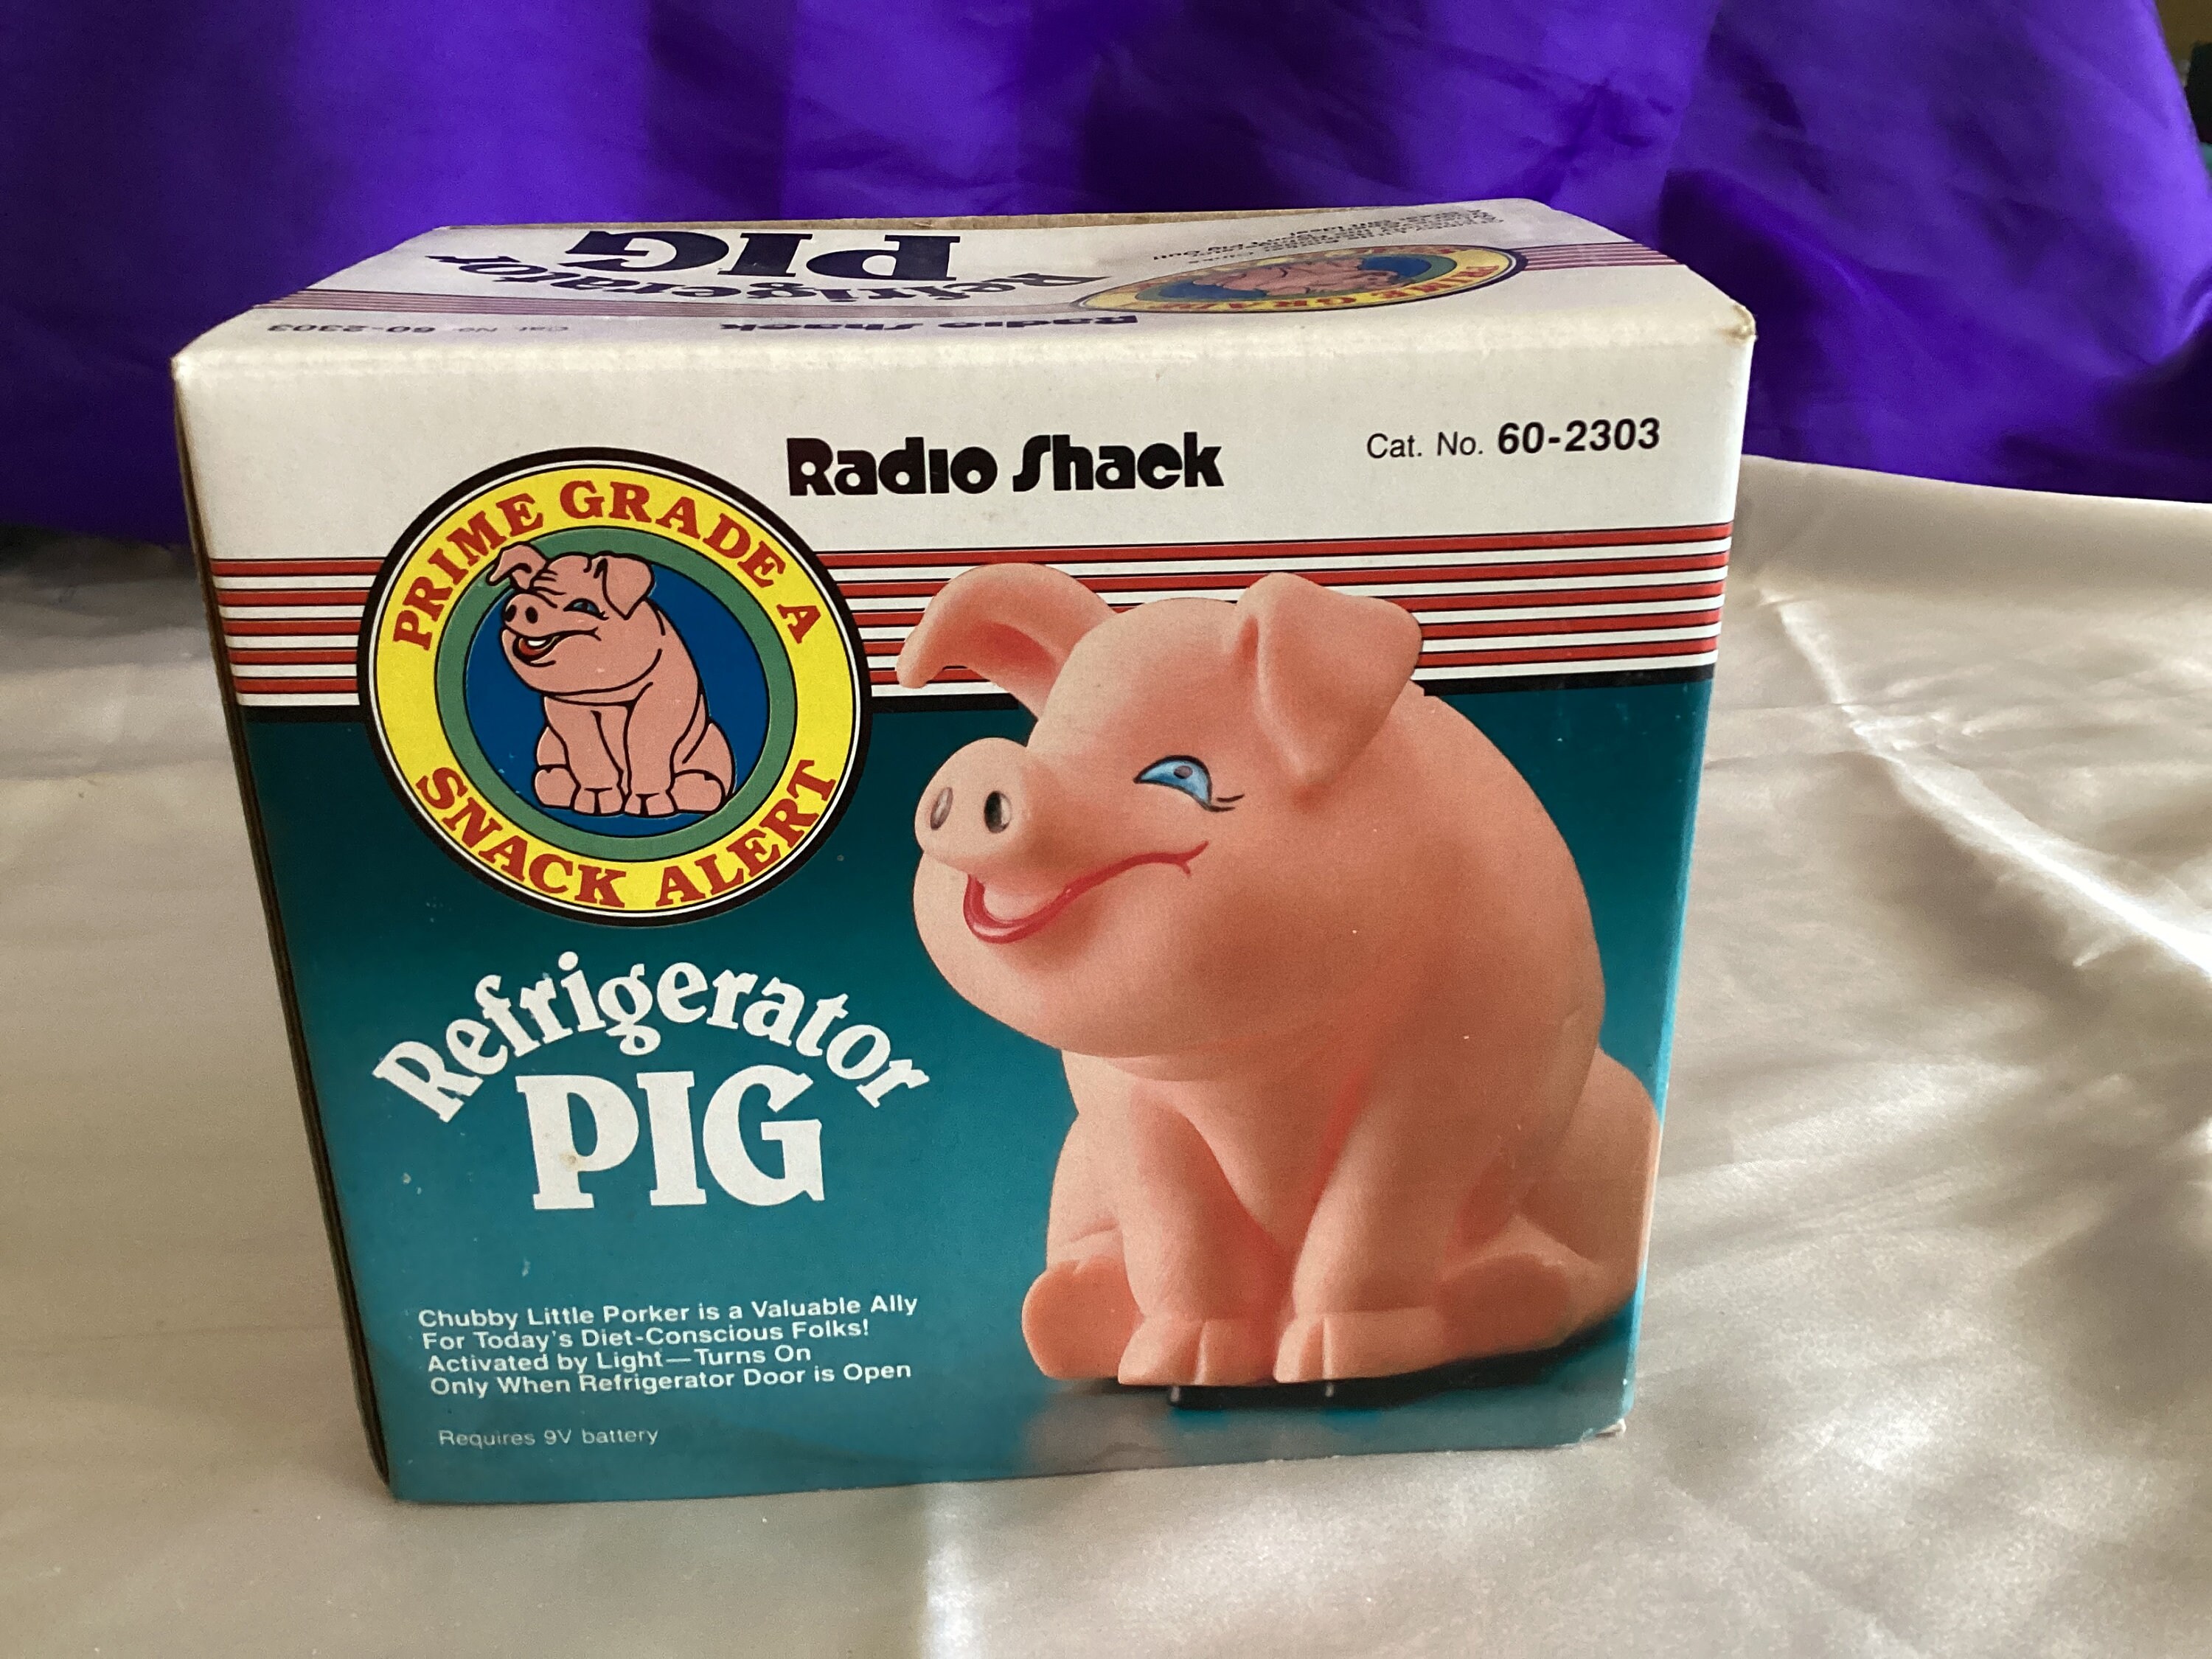 Refrigerator
PIG
PRIME GRADE A
Radio Shack
Cat. No. 60-2303
Radio Shack
Cat. No. 60-2303
PRIME GRADE A
SNACK ALERT
Refrigerator
PIG
Chubby Little Porker is a Valuable Ally
For Today's Diet-Conscious Folks!
Activated by Light—Turns On
Only When Refrigerator Door is Open
Requires 9V battery